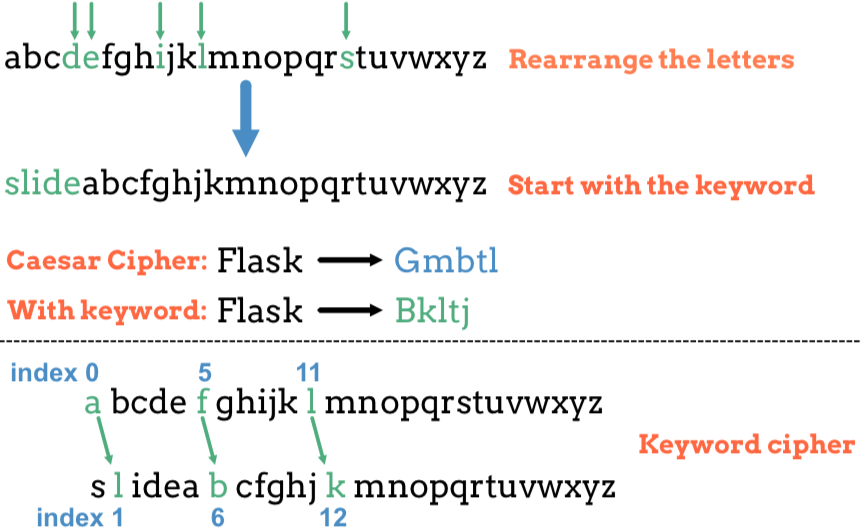 abcdefghijklmnopqrstuvwxyz Rearrange the letters
slideabcfghjkmnopqrtuvwxyz Start with the keyword
Caesar Cipher: Flask Gmbtl
With keyword: Flask Bkltj
index 0 5 11
a bcde f ghijk l mnopqrstuvwxyz
Keyword cipher
s l idea b cfghj k mnopqrtuvwxyz
index 1 6 12